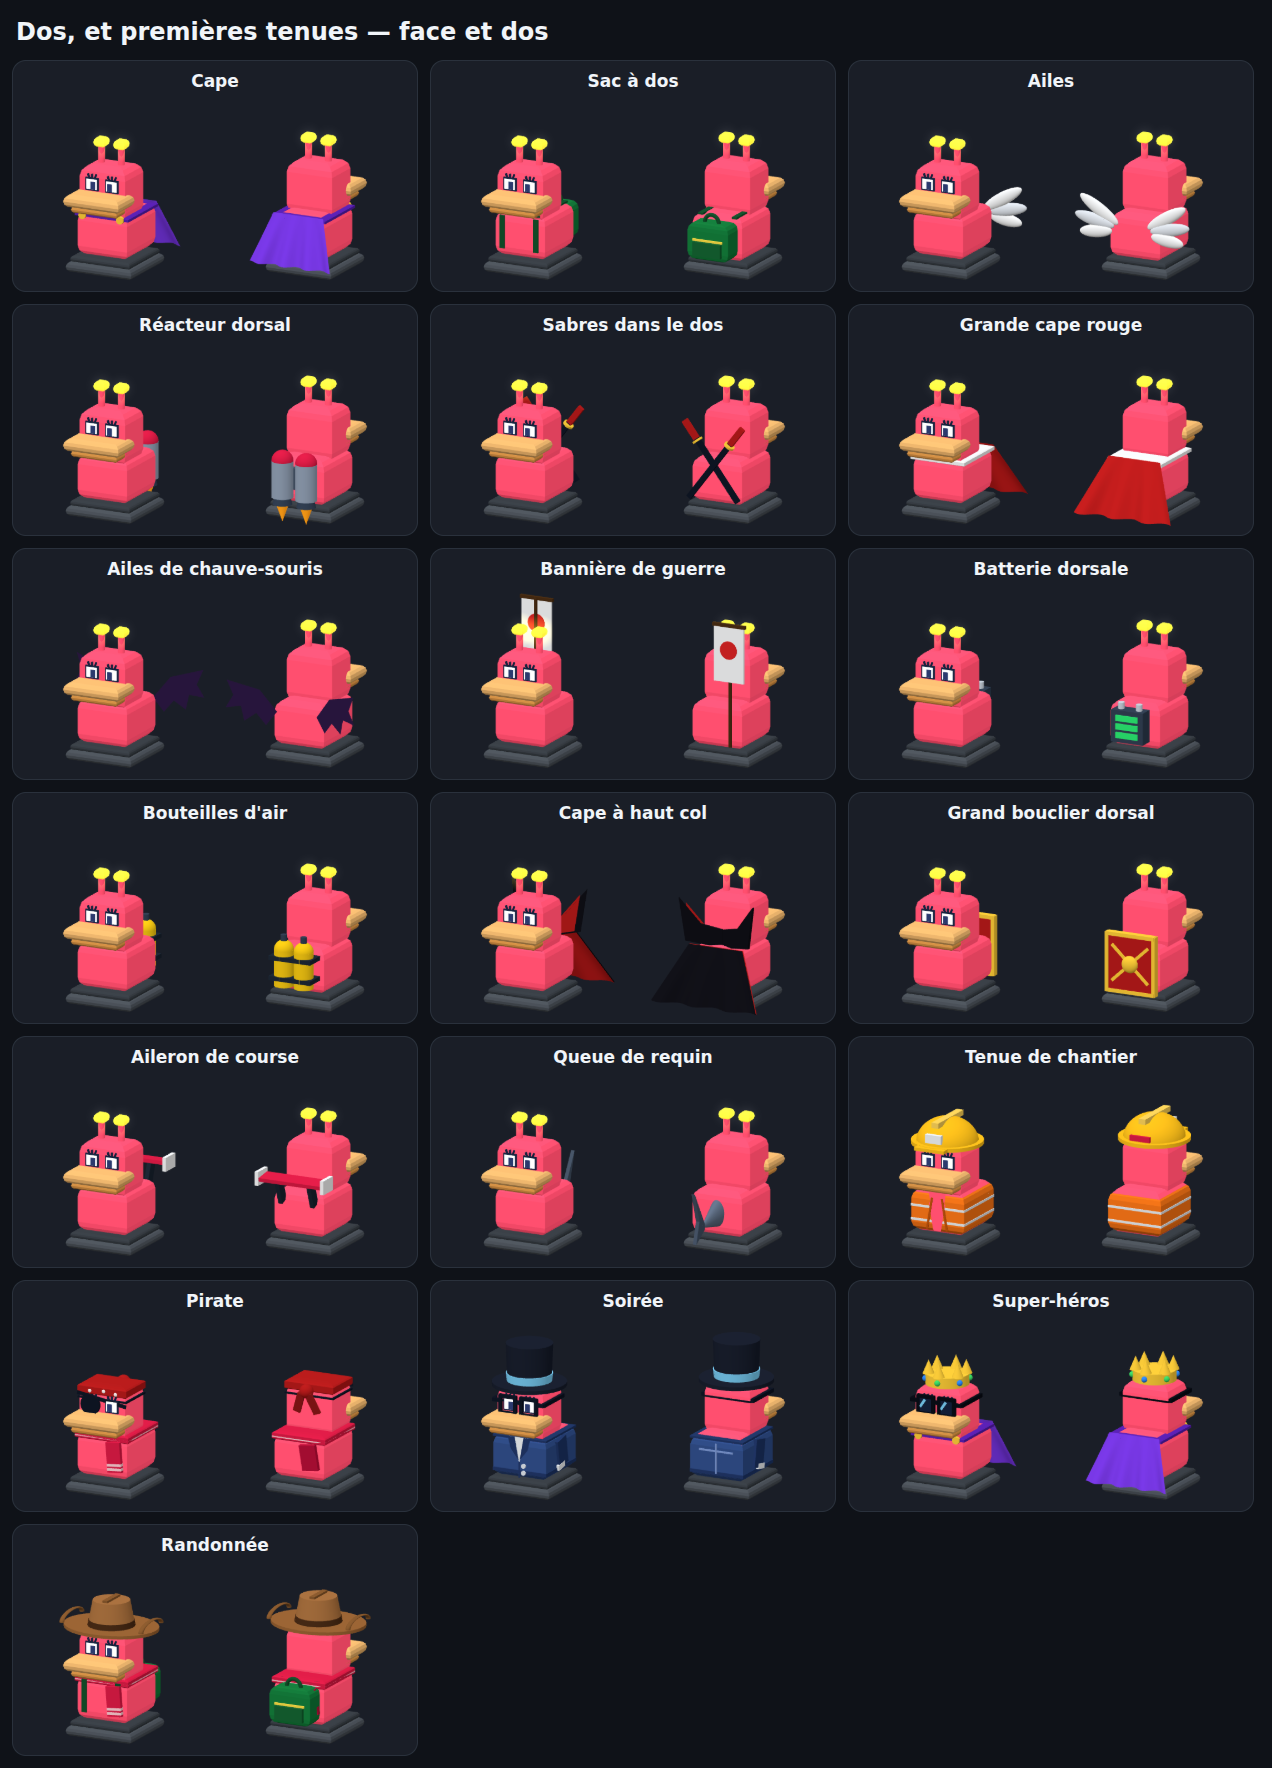 Dos, et premières tenues — face et dos
Cape
Sac à dos
Ailes
Réacteur dorsal
Sabres dans le dos
Grande cape rouge
Ailes de chauve-souris
Bannière de guerre
Batterie dorsale
Bouteilles d'air
Cape à haut col
Grand bouclier dorsal
Aileron de course
Queue de requin
Tenue de chantier
Pirate
Soirée
Super-héros
Randonnée